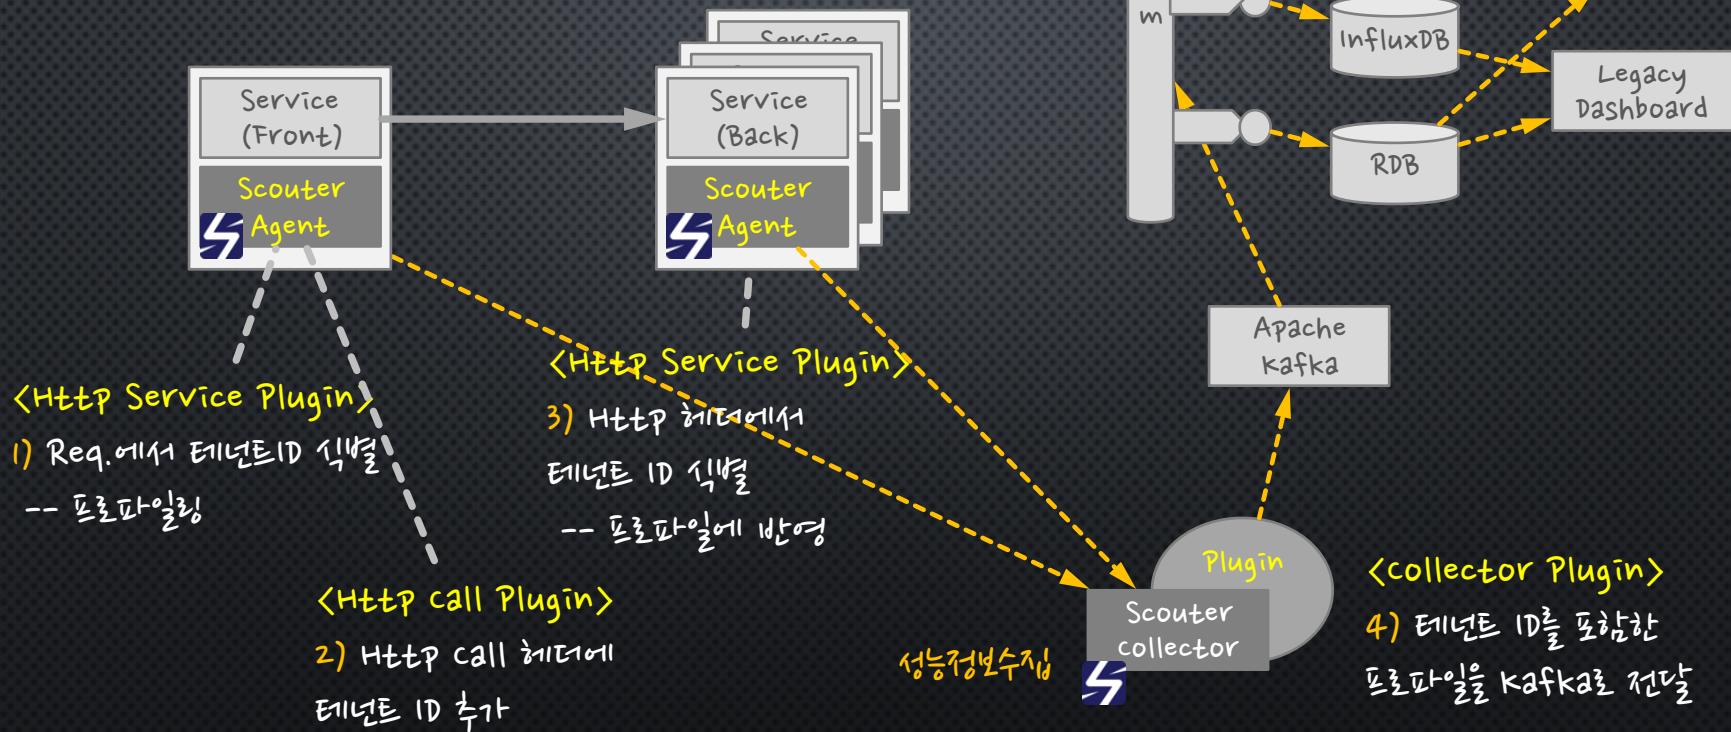 Service
Service
(Front)
Scouter
Agent
Service
(Back)
Scouter
Agent
m
InfluxDB
Legacy
Dashboard
RDB
Apache
Kafka
<Http Service Plugin>
1) Req.에서 테넌트ID 식별
-- 프로파일링
<Http Service Plugin>
3) Http 헤더에서
테넌트 ID 식별
-- 프로파일에 반영
<Http Call Plugin>
2) Http Call 헤더에
테넌트 ID 추가
성능정보수집
Plugin
Scouter
Collector
<Collector Plugin>
4) 테넌트 ID를 포함한
프로파일을 Kafka로 전달